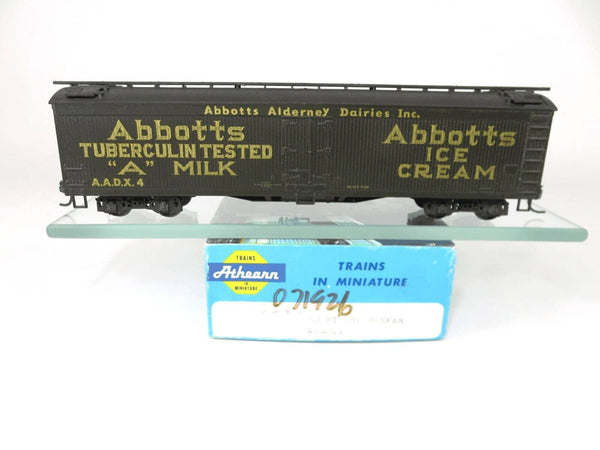 Abbotts Alderney Dairies Inc.
Abbotts
TUBERCULIN TESTED
"A" MILK
A.A.D.X. 4
Abbotts
ICE
CREAM
TRAINS
Athearn
IN
MINIATURE
TRAINS
IN MINIATURE
071926